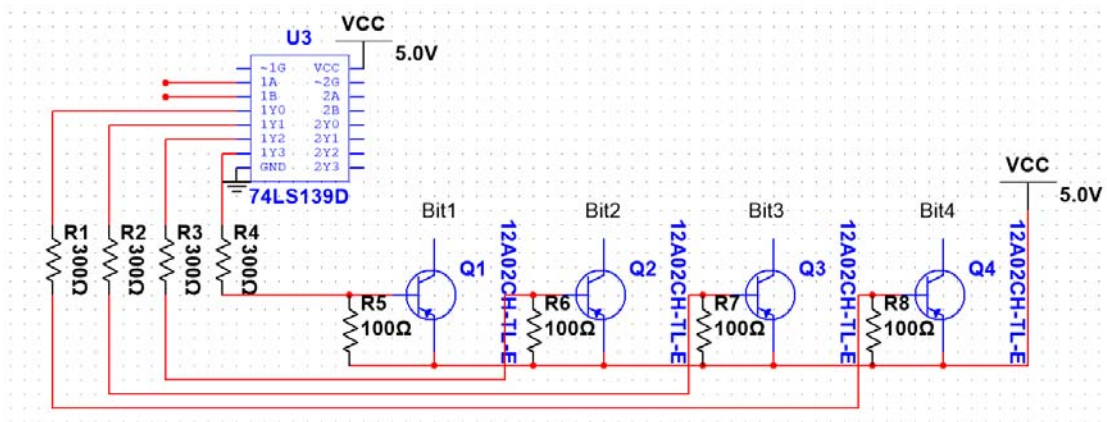 VCC
5.0V
U3
~1G VCC
1A ~2G
1B 2A
1Y0 2B
1Y1 2Y0
1Y2 2Y1
1Y3 2Y2
GND 2Y3
74LS139D
VCC
5.0V
Bit1
Bit2
Bit3
Bit4
R1
300Ω
R2
300Ω
R3
300Ω
R4
300Ω
Q1
12A02CH-TL-E
Q2
12A02CH-TL-E
Q3
12A02CH-TL-E
Q4
12A02CH-TL-E
R5
100Ω
R6
100Ω
R7
100Ω
R8
100Ω